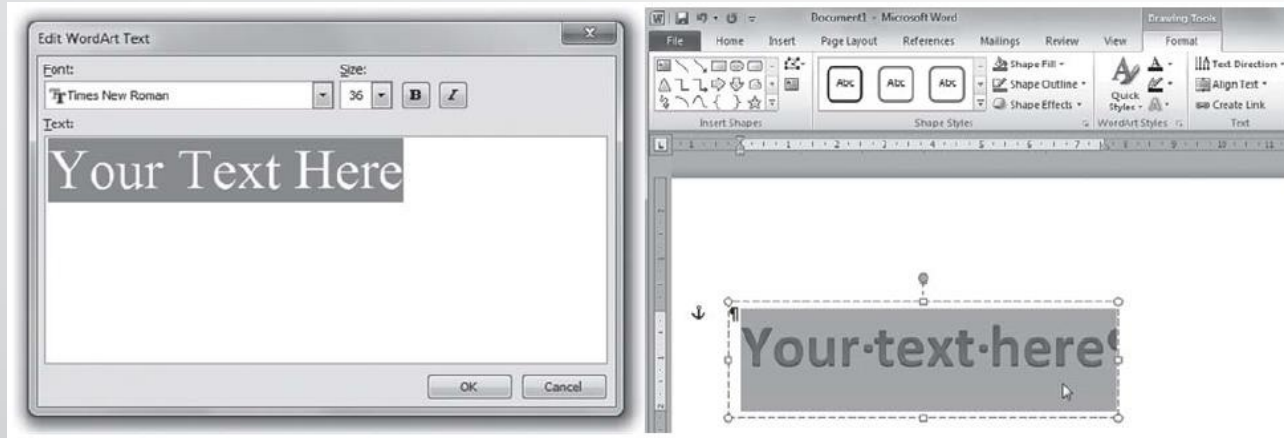 Edit WordArt Text
Font:
Size:
Times New Roman
36
B
I
Text:
Your Text Here
OK
Cancel
Document1 - Microsoft Word
Drawing Tools
File
Home
Insert
Page Layout
References
Mailings
Review
View
Format
Abc
Abc
Abc
Shape Fill
Shape Outline
Shape Effects
Quick
Styles
Text Direction
Align Text
Create Link
Insert Shapes
Shape Styles
WordArt Styles
Text
Your·text·here¶